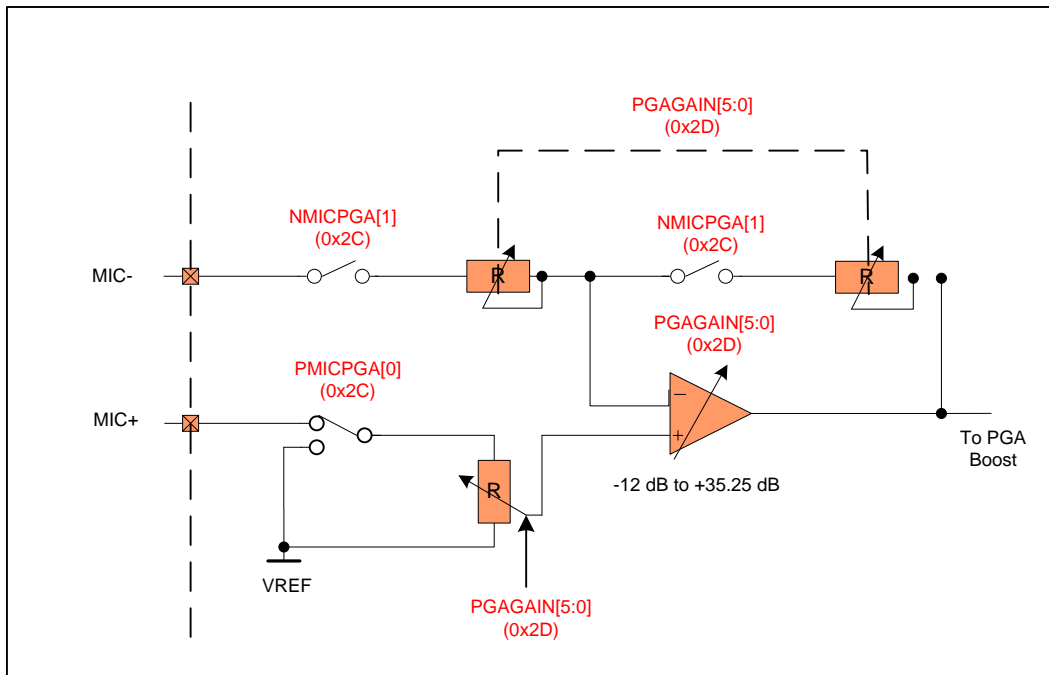 PGAGAIN[5:0]
(0x2D)
NMICPGA[1]
(0x2C)
NMICPGA[1]
(0x2C)
MIC-
R
R
PGAGAIN[5:0]
(0x2D)
PMICPGA[0]
(0x2C)
MIC+
−
+
To PGA
Boost
R
-12 dB to +35.25 dB
VREF
PGAGAIN[5:0]
(0x2D)